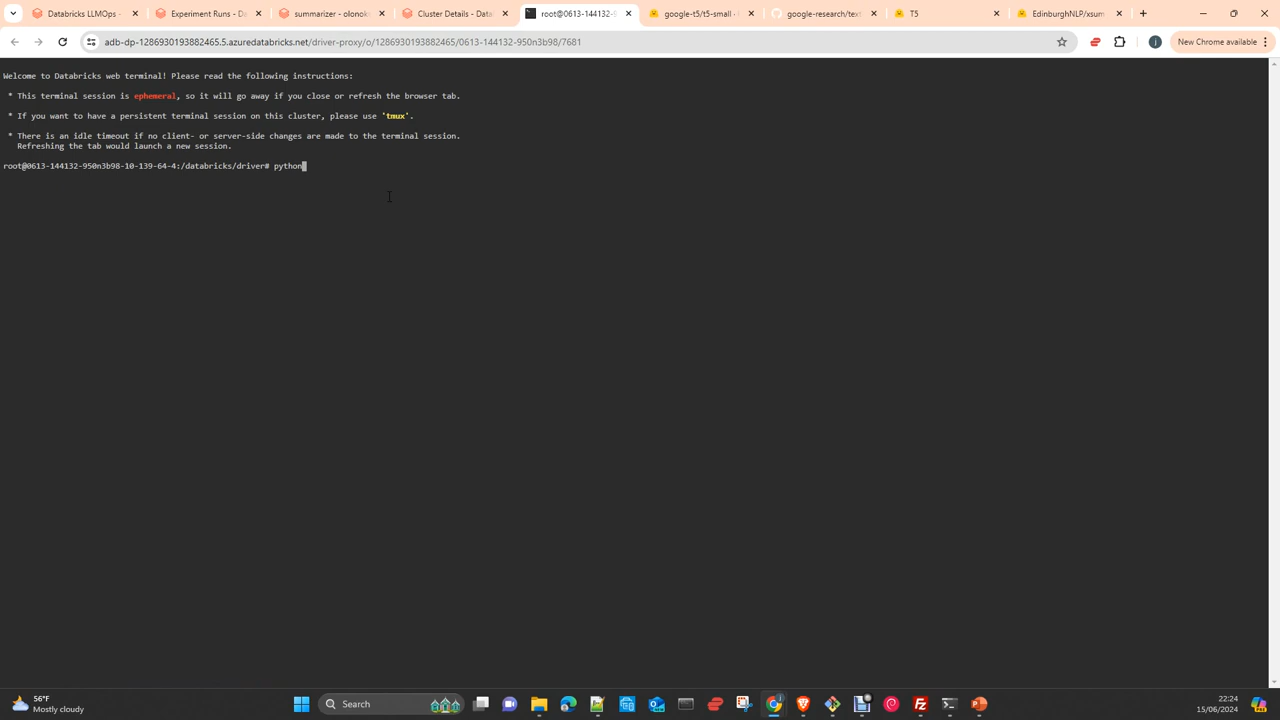 Databricks LLMOps -
Experiment Runs - Da
summarizer - olonok
Cluster Details - Data
root@0613-144132-9
google-t5/t5-small -
google-research/text
T5
EdinburghNLP/xsum
adb-dp-1286930193882465.5.azuredatabricks.net/driver-proxy/o/1286930193882465/0613-144132-950n3b98/7681
New Chrome available
Welcome to Databricks web terminal! Please read the following instructions:
* This terminal session is ephemeral, so it will go away if you close or refresh the browser tab.
* If you want to have a persistent terminal session on this cluster, please use 'tmux'.
* There is an idle timeout if no client- or server-side changes are made to the terminal session.
Refreshing the tab would launch a new session.
root@0613-144132-950n3b98-10-139-64-4:/databricks/driver# python
56°F
Mostly cloudy
Search
22:24
15/06/2024